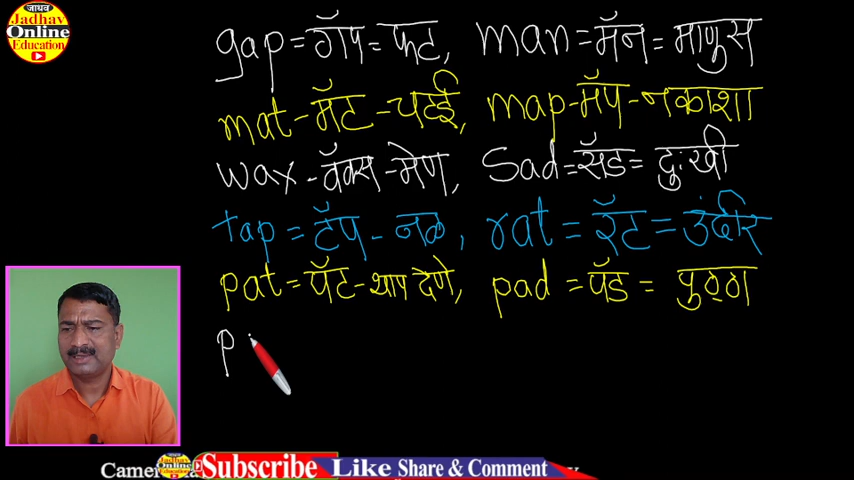 जाधव
Jadhav
Online
Education
gap=गॅप=फट, man=मॅन=माणुस
mat-मॅट-चटई, map-मॅप-नकाशा
wax-वॅक्स-मेण, Sad=सॅड=दुःखी
tap=टॅप-नळ, rat=रॅट=उंदीर
pat=पॅट-थाप देणे, pad=पॅड=पुठ्ठा
p
Subscribe Like Share & Comment